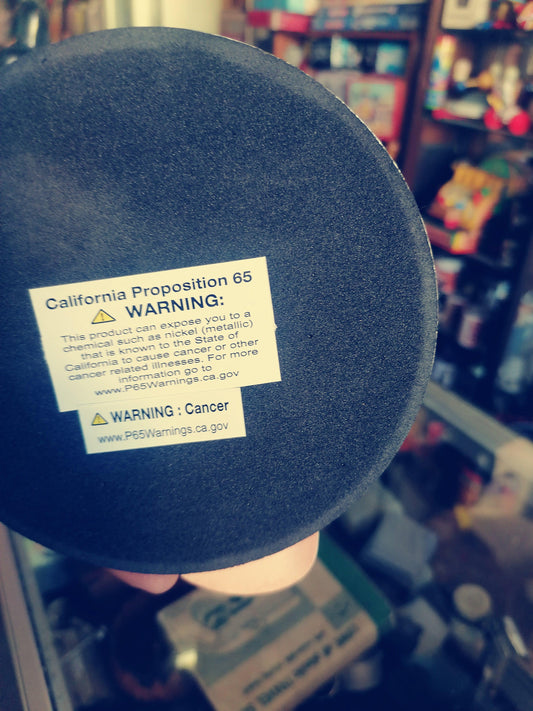 California Proposition 65
WARNING:
This product can expose you to a
chemical such as nickel (metallic)
that is known to the State of
California to cause cancer or other
cancer related illnesses. For more
information go to
www.P65Warnings.ca.gov
WARNING : Cancer
www.P65Warnings.ca.gov